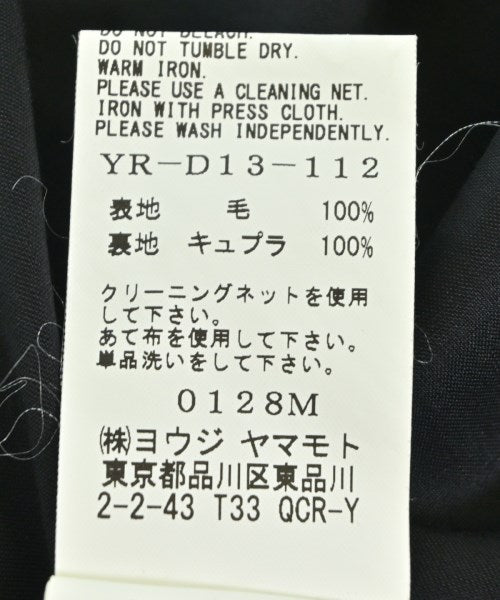 DO NOT BLEACH.
DO NOT TUMBLE DRY.
WARM IRON.
PLEASE USE A CLEANING NET.
IRON WITH PRESS CLOTH.
PLEASE WASH INDEPENDENTLY.
YR-D13-112
表地 毛 100%
裏地 キュプラ 100%
クリーニングネットを使用
して下さい。
あて布を使用して下さい。
単品洗いをして下さい。
0128M
㈱ヨウジ ヤマモト
東京都品川区東品川
2-2-43 T33 QCR-Y